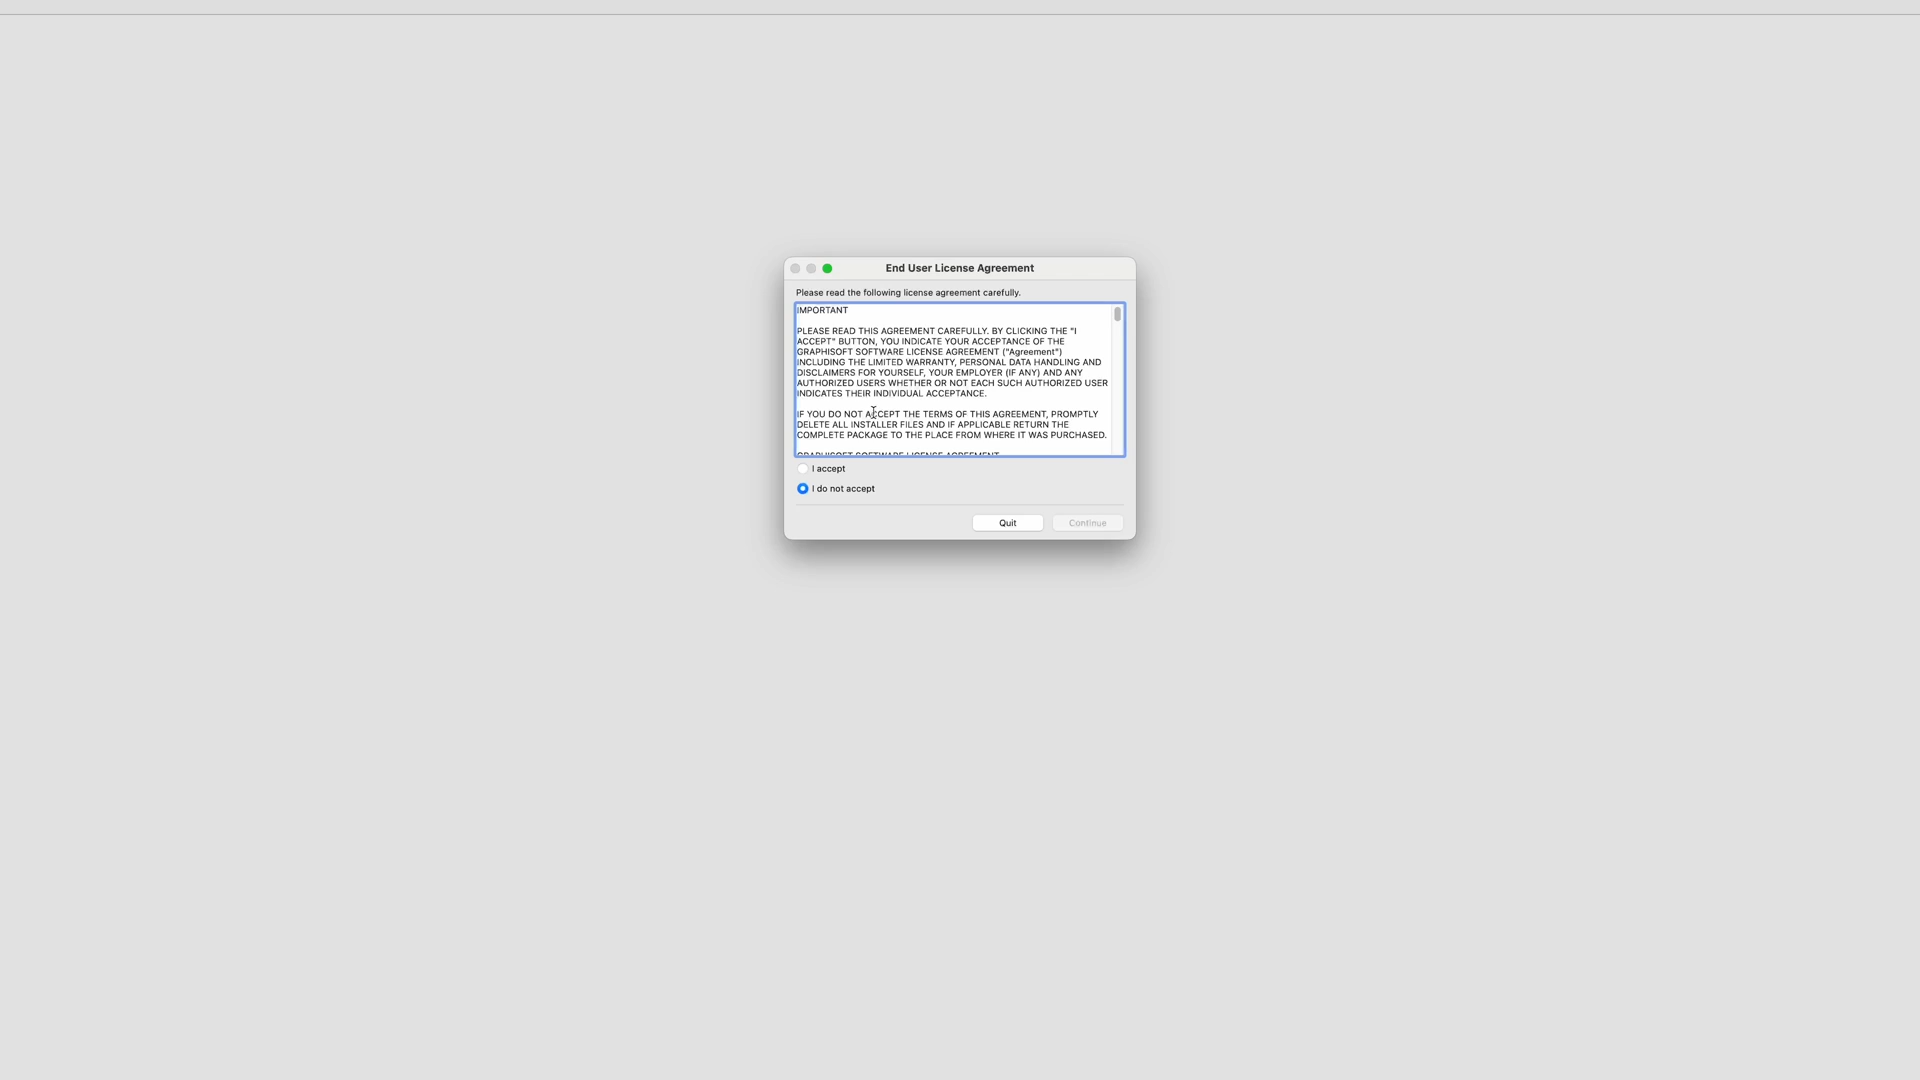 End User License Agreement
Please read the following license agreement carefully.
IMPORTANT
PLEASE READ THIS AGREEMENT CAREFULLY. BY CLICKING THE "I
ACCEPT" BUTTON, YOU INDICATE YOUR ACCEPTANCE OF THE
GRAPHISOFT SOFTWARE LICENSE AGREEMENT ("Agreement")
INCLUDING THE LIMITED WARRANTY, PERSONAL DATA HANDLING AND
DISCLAIMERS FOR YOURSELF, YOUR EMPLOYER (IF ANY) AND ANY
AUTHORIZED USERS WHETHER OR NOT EACH SUCH AUTHORIZED USER
INDICATES THEIR INDIVIDUAL ACCEPTANCE.
IF YOU DO NOT ACCEPT THE TERMS OF THIS AGREEMENT, PROMPTLY
DELETE ALL INSTALLER FILES AND IF APPLICABLE RETURN THE
COMPLETE PACKAGE TO THE PLACE FROM WHERE IT WAS PURCHASED.
GRAPHISOFT SOFTWARE LICENSE AGREEMENT
I accept
I do not accept
Quit
Continue